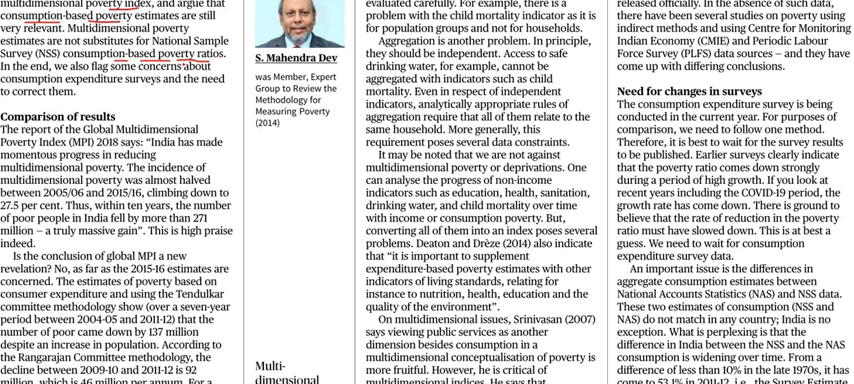 multidimensional poverty index, and argue that
consumption-based poverty estimates are still
very relevant. Multidimensional poverty
estimates are not substitutes for National Sample
Survey (NSS) consumption-based poverty ratios.
In the end, we also flag some concerns about
consumption expenditure surveys and the need
to correct them.
Comparison of results
The report of the Global Multidimensional
Poverty Index (MPI) 2018 says: “India has made
momentous progress in reducing
multidimensional poverty. The incidence of
multidimensional poverty was almost halved
between 2005/06 and 2015/16, climbing down to
27.5 per cent. Thus, within ten years, the number
of poor people in India fell by more than 271
million — a truly massive gain”. This is high praise
indeed.
Is the conclusion of global MPI a new
revelation? No, as far as the 2015-16 estimates are
concerned. The estimates of poverty based on
consumer expenditure and using the Tendulkar
committee methodology show (over a seven-year
period between 2004-05 and 2011-12) that the
number of poor came down by 137 million
despite an increase in population. According to
the Rangarajan Committee methodology, the
decline between 2009-10 and 2011-12 is 92
million, which is 46 million per annum. For a
S. Mahendra Dev
was Member, Expert
Group to Review the
Methodology for
Measuring Poverty
(2014)
Multi-
dimensional
evaluated carefully. For example, there is a
problem with the child mortality indicator as it is
for population groups and not for households.
Aggregation is another problem. In principle,
they should be independent. Access to safe
drinking water, for example, cannot be
aggregated with indicators such as child
mortality. Even in respect of independent
indicators, analytically appropriate rules of
aggregation require that all of them relate to the
same household. More generally, this
requirement poses several data constraints.
It may be noted that we are not against
multidimensional poverty or deprivations. One
can analyse the progress of non-income
indicators such as education, health, sanitation,
drinking water, and child mortality over time
with income or consumption poverty. But,
converting all of them into an index poses several
problems. Deaton and Drèze (2014) also indicate
that “it is important to supplement
expenditure-based poverty estimates with other
indicators of living standards, relating for
instance to nutrition, health, education and the
quality of the environment”.
On multidimensional issues, Srinivasan (2007)
says viewing public services as another
dimension besides consumption in a
multidimensional conceptualisation of poverty is
more fruitful. However, he is critical of
multidimensional indices. He says that
released officially. In the absence of such data,
there have been several studies on poverty using
indirect methods and using Centre for Monitoring
Indian Economy (CMIE) and Periodic Labour
Force Survey (PLFS) data sources — and they have
come up with differing conclusions.
Need for changes in surveys
The consumption expenditure survey is being
conducted in the current year. For purposes of
comparison, we need to follow one method.
Therefore, it is best to wait for the survey results
to be published. Earlier surveys clearly indicate
that the poverty ratio comes down strongly
during a period of high growth. If you look at
recent years including the COVID-19 period, the
growth rate has come down. There is ground to
believe that the rate of reduction in the poverty
ratio must have slowed down. This is at best a
guess. We need to wait for consumption
expenditure survey data.
An important issue is the differences in
aggregate consumption estimates between
National Accounts Statistics (NAS) and NSS data.
These two estimates of consumption (NSS and
NAS) do not match in any country; India is no
exception. What is perplexing is that the
difference in India between the NSS and the NAS
consumption is widening over time. From a
difference of less than 10% in the late 1970s, it has
come to 53.1% in 2011-12, i.e., the Survey Estimate